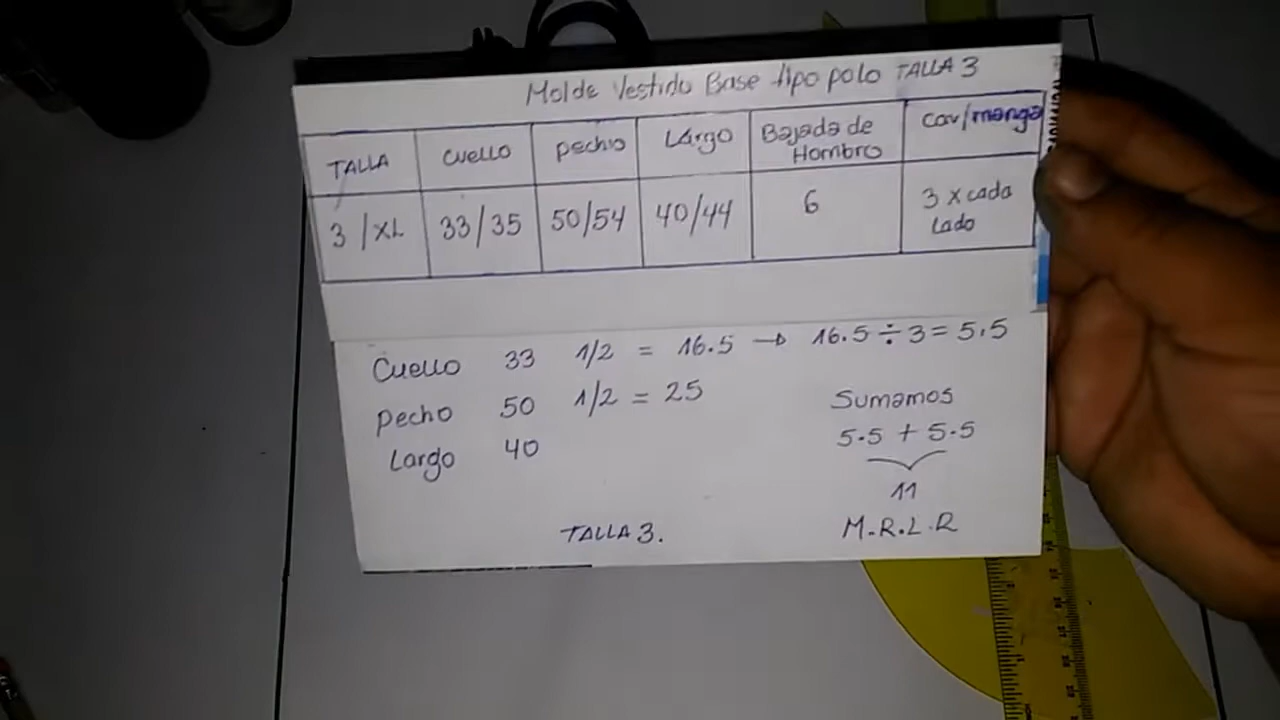 Molde Vestido Base tipo polo TALLA 3
TALLA cuello pecho Largo Bajada de Hombro cav/manga
3/XL 33/35 50/54 40/44 6 3 x cada lado
Cuello 33 1/2 = 16.5 → 16.5 ÷ 3 = 5.5
pecho 50 1/2 = 25
Largo 40
Sumamos
5.5 + 5.5
11
M.R.L.R
TALLA 3.